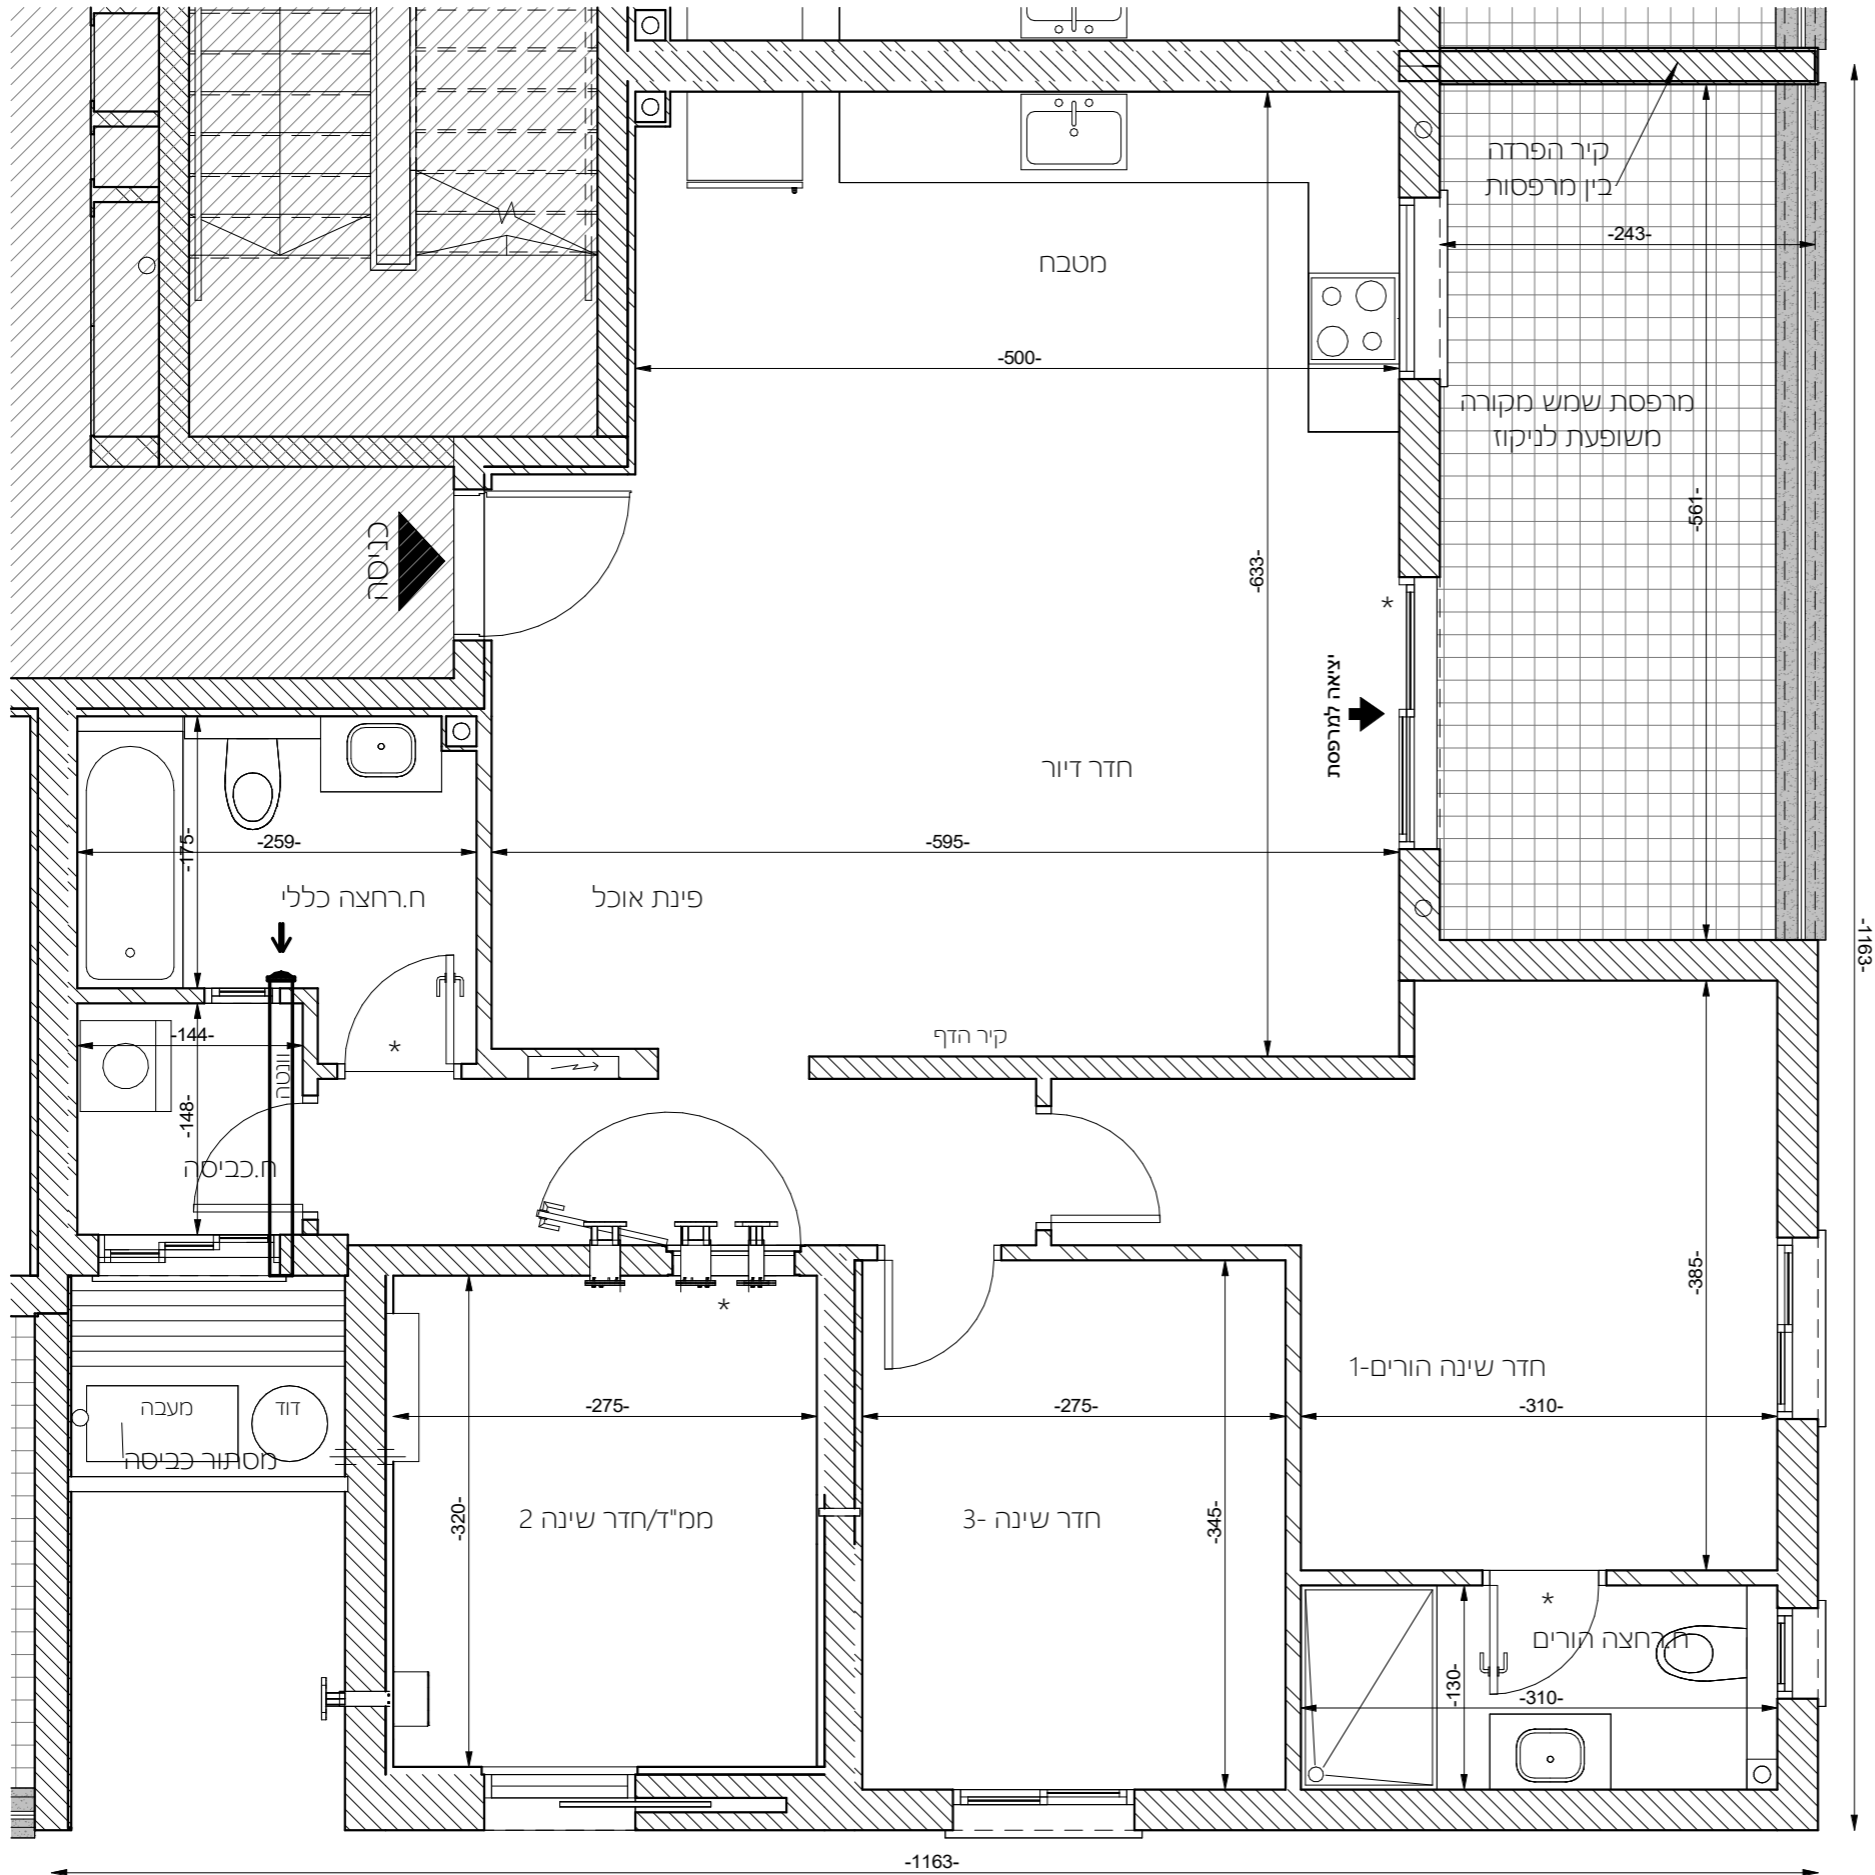 קיר הפרדה
בין מרפסות
-243-
מטבח
-500-
מרפסת שמש מקורה
משופעת לניקוז
-561-
כניסה
-633-
*
יציאה למרפסת
חדר דיור
-1163-
-175-
-259-
-595-
ח.רחצה כללי
פינת אוכל
-144-
*
קיר הדף
וונטה
-148-
ח.כביסה
-385-
*
חדר שינה הורים-1
מעבה
דוד
-275-
-275-
-310-
מסתור כביסה
-320-
ממ"ד/חדר שינה 2
חדר שינה -3
-345-
*
ח.רחצה הורים
-130-
-310-
-1163-